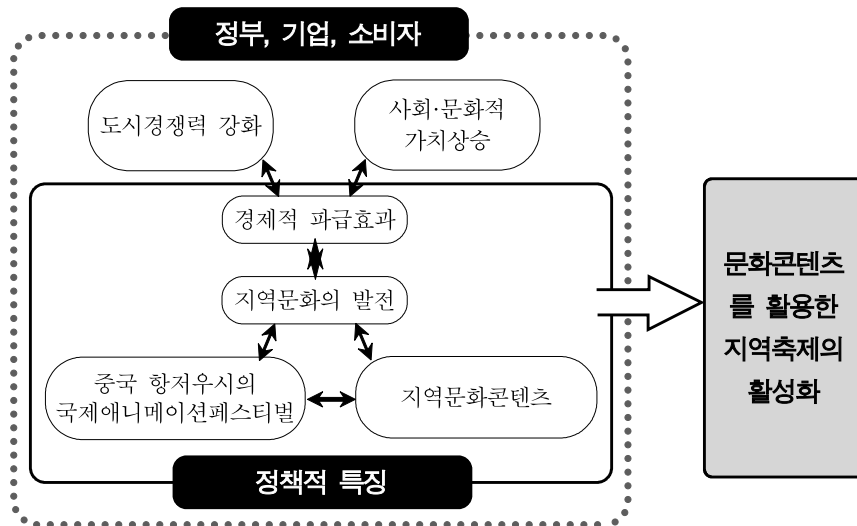 정부, 기업, 소비자
도시경쟁력 강화
사회·문화적
가치상승
경제적 파급효과
지역문화의 발전
중국 항저우시의
국제애니메이션페스티벌
지역문화콘텐츠
정책적 특징
문화콘텐츠
를 활용한
지역축제의
활성화